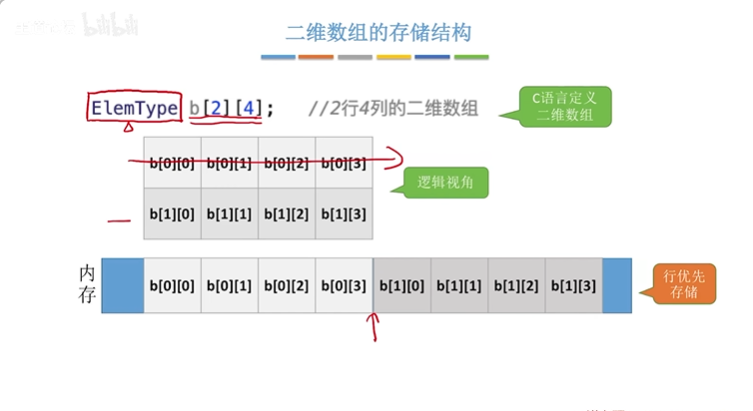 二维数组的存储结构
ElemType b[2][4]; //2行4列的二维数组
C语言定义
二维数组
b[0][0] b[0][1] b[0][2] b[0][3]
b[1][0] b[1][1] b[1][2] b[1][3]
逻辑视角
内
存
b[0][0] b[0][1] b[0][2] b[0][3] b[1][0] b[1][1] b[1][2] b[1][3]
行优先
存储